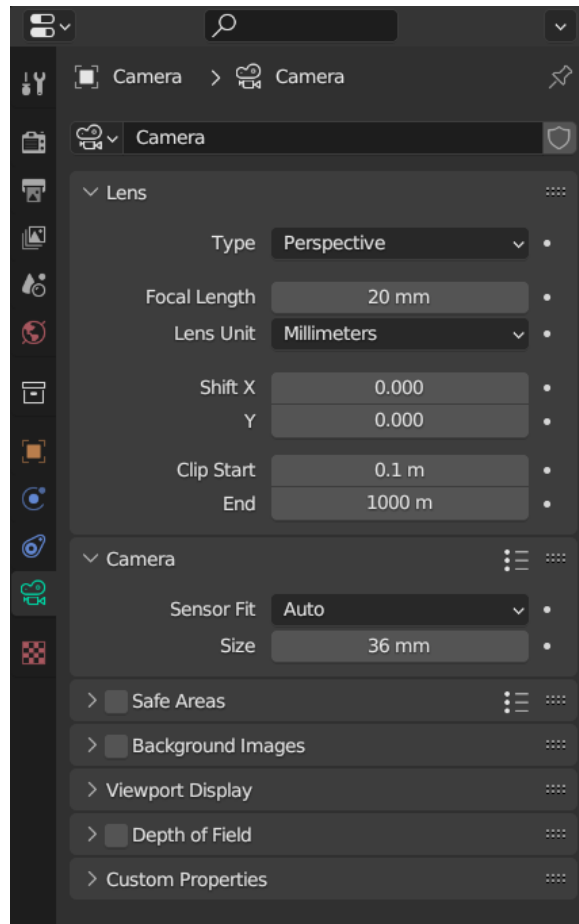 Camera > Camera
Camera
Lens
Type Perspective
Focal Length 20 mm
Lens Unit Millimeters
Shift X 0.000
Y 0.000
Clip Start 0.1 m
End 1000 m
Camera
Sensor Fit Auto
Size 36 mm
Safe Areas
Background Images
Viewport Display
Depth of Field
Custom Properties